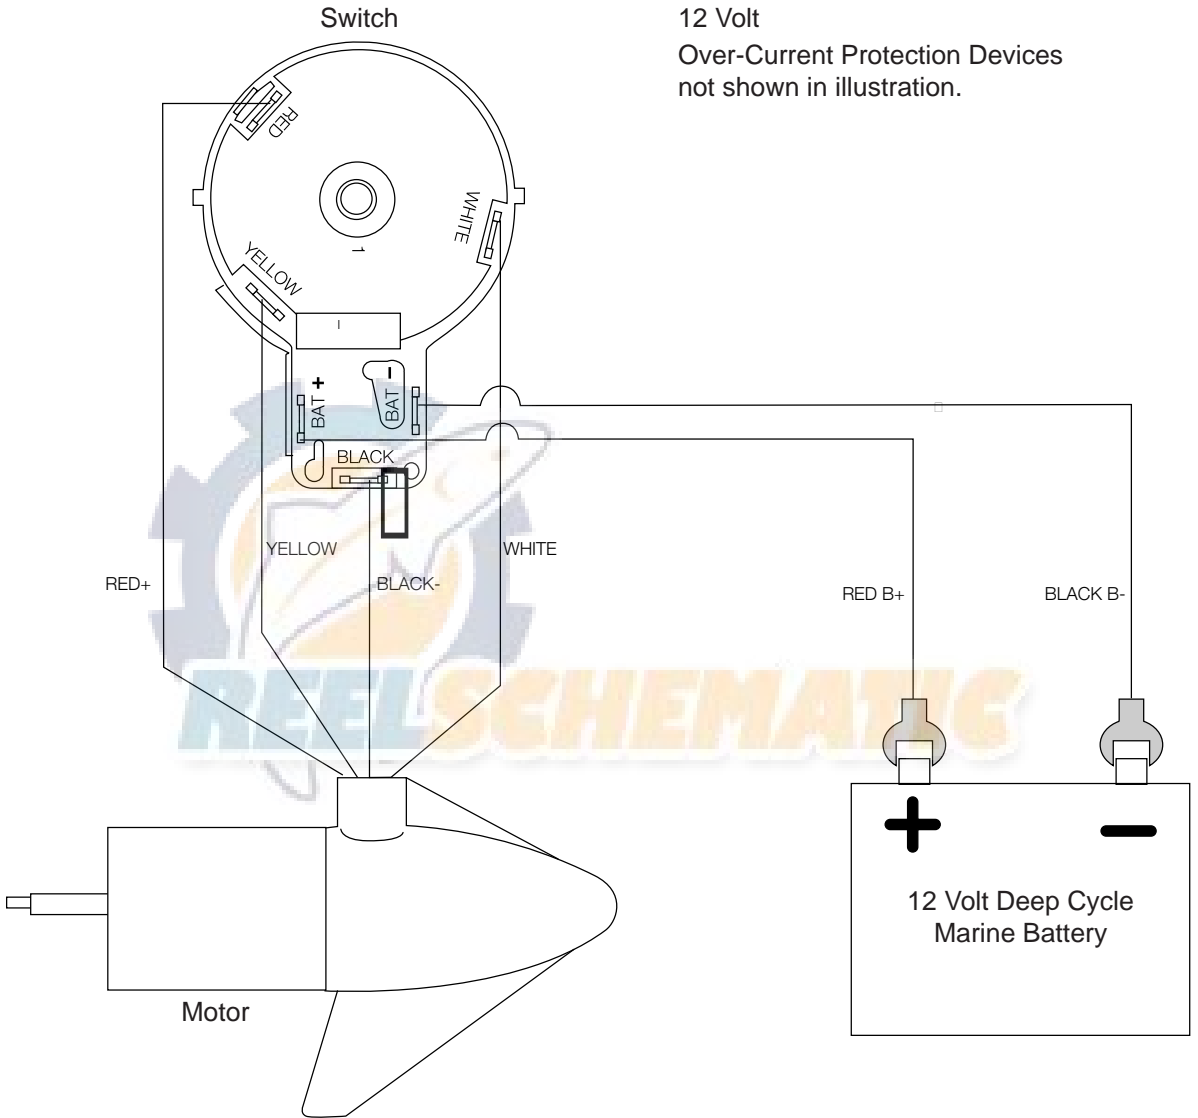 Switch
12 Volt
Over-Current Protection Devices
not shown in illustration.
RED
WHITE
YELLOW
1
I
BAT +
BAT −
BLACK
YELLOW
WHITE
RED+
BLACK-
RED B+
BLACK B-
REELSCHEMATIC
+
−
12 Volt Deep Cycle
Marine Battery
Motor